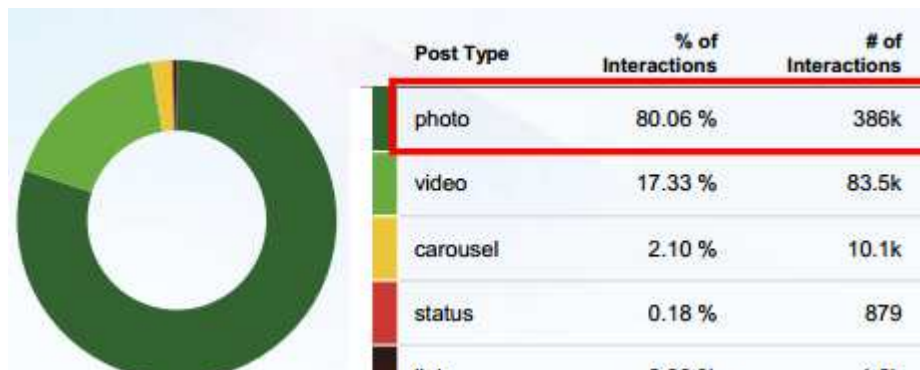 Post Type % of Interactions # of Interactions
photo 80.06 % 386k
video 17.33 % 83.5k
carousel 2.10 % 10.1k
status 0.18 % 879